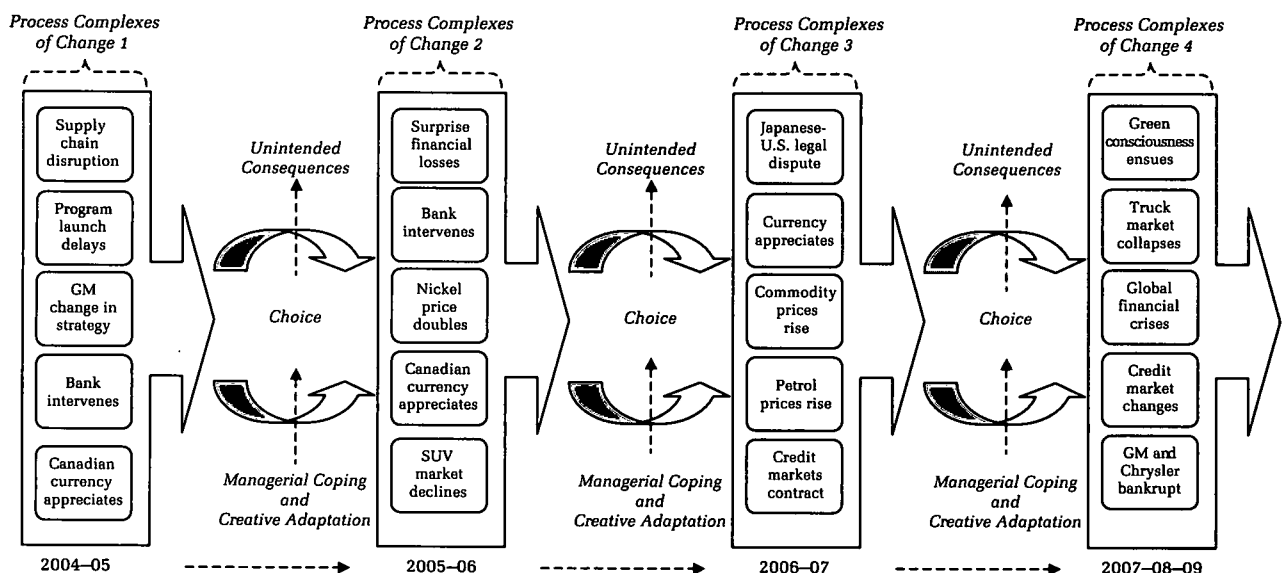 Process Complexes
of Change 1
Process Complexes
of Change 2
Process Complexes
of Change 3
Process Complexes
of Change 4
Supply
chain
disruption
Program
launch
delays
GM
change in
strategy
Bank
intervenes
Canadian
currency
appreciates
Unintended
Consequences
Choice
Managerial Coping
and
Creative Adaptation
Surprise
financial
losses
Bank
intervenes
Nickel
price
doubles
Canadian
currency
appreciates
SUV
market
declines
Unintended
Consequences
Choice
Managerial Coping
and
Creative Adaptation
Japanese-
U.S. legal
dispute
Currency
appreciates
Commodity
prices
rise
Petrol
prices rise
Credit
markets
contract
Unintended
Consequences
Choice
Managerial Coping
and
Creative Adaptation
Green
consciousness
ensues
Truck
market
collapses
Global
financial
crises
Credit
market
changes
GM and
Chrysler
bankrupt
2004–05
2005–06
2006–07
2007–08–09